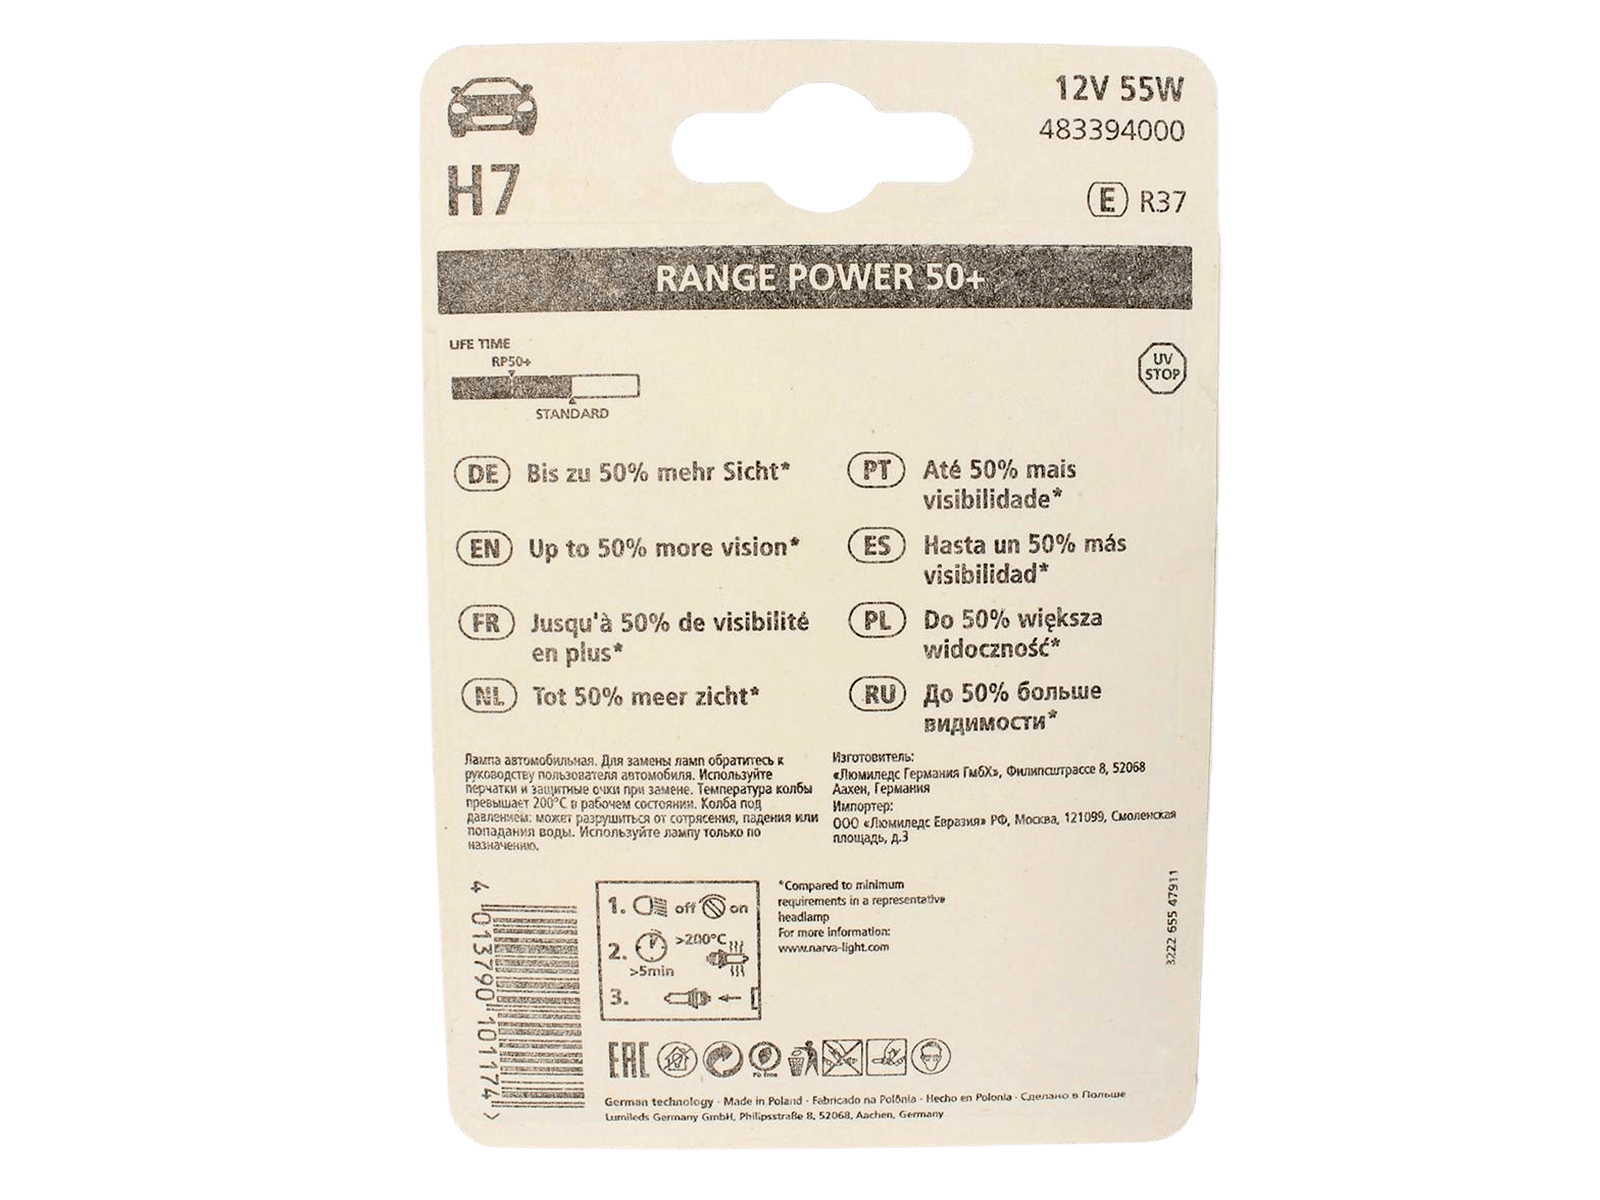 12V 55W
483394000
H7
E R37
RANGE POWER 50+
LIFE TIME
RP50+
STANDARD
UV
STOP
DE Bis zu 50% mehr Sicht*
EN Up to 50% more vision*
FR Jusqu'à 50% de visibilité
en plus*
NL Tot 50% meer zicht*
PT Até 50% mais
visibilidade*
ES Hasta un 50% más
visibilidad*
PL Do 50% większa
widoczność*
RU До 50% больше
видимости*
Лампа автомобильная. Для замены ламп обратитесь к
руководству пользователя автомобиля. Используйте
перчатки и защитные очки при замене. Температура колбы
превышает 200°C в рабочем состоянии. Колба под
давлением: может разрушиться от сотрясения, падения или
попадания воды. Используйте лампу только по
назначению.
Изготовитель:
«Люмиледс Германия ГмбХ», Филипсштрассе 8, 52068
Аахен, Германия
Импортер:
ООО «Люмиледс Евразия» РФ, Москва, 121099, Смоленская
площадь, д.3
4 013790 101174 >
1. off on
2. >200°C
>5min
3.
*Compared to minimum
requirements in a representative
headlamp
For more information:
www.narva-light.com
3222 655 47911
EAC
Pb free
German technology · Made in Poland · Fabricado na Polônia · Hecho en Polonia · Сделано в Польше
Lumileds Germany GmbH, Philipsstraße 8, 52068, Aachen, Germany